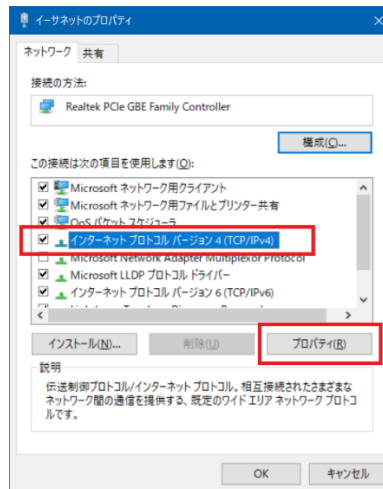 イーサネットのプロパティ
ネットワーク 共有
接続の方法:
Realtek PCIe GBE Family Controller
構成(C)...
この接続は次の項目を使用します(O):
Microsoft ネットワーク用クライアント
Microsoft ネットワーク用ファイルとプリンター共有
QoS パケット スケジューラ
インターネット プロトコル バージョン 4 (TCP/IPv4)
Microsoft Network Adapter Multiplexor Protocol
Microsoft LLDP プロトコル ドライバー
インターネット プロトコル バージョン 6 (TCP/IPv6)
インストール(N)... 削除(U) プロパティ(R)
説明
伝送制御プロトコル/インターネット プロトコル。相互接続されたさまざまな
ネットワーク間の通信を提供する、既定のワイド エリア ネットワーク プロトコ
ルです。
OK キャンセル